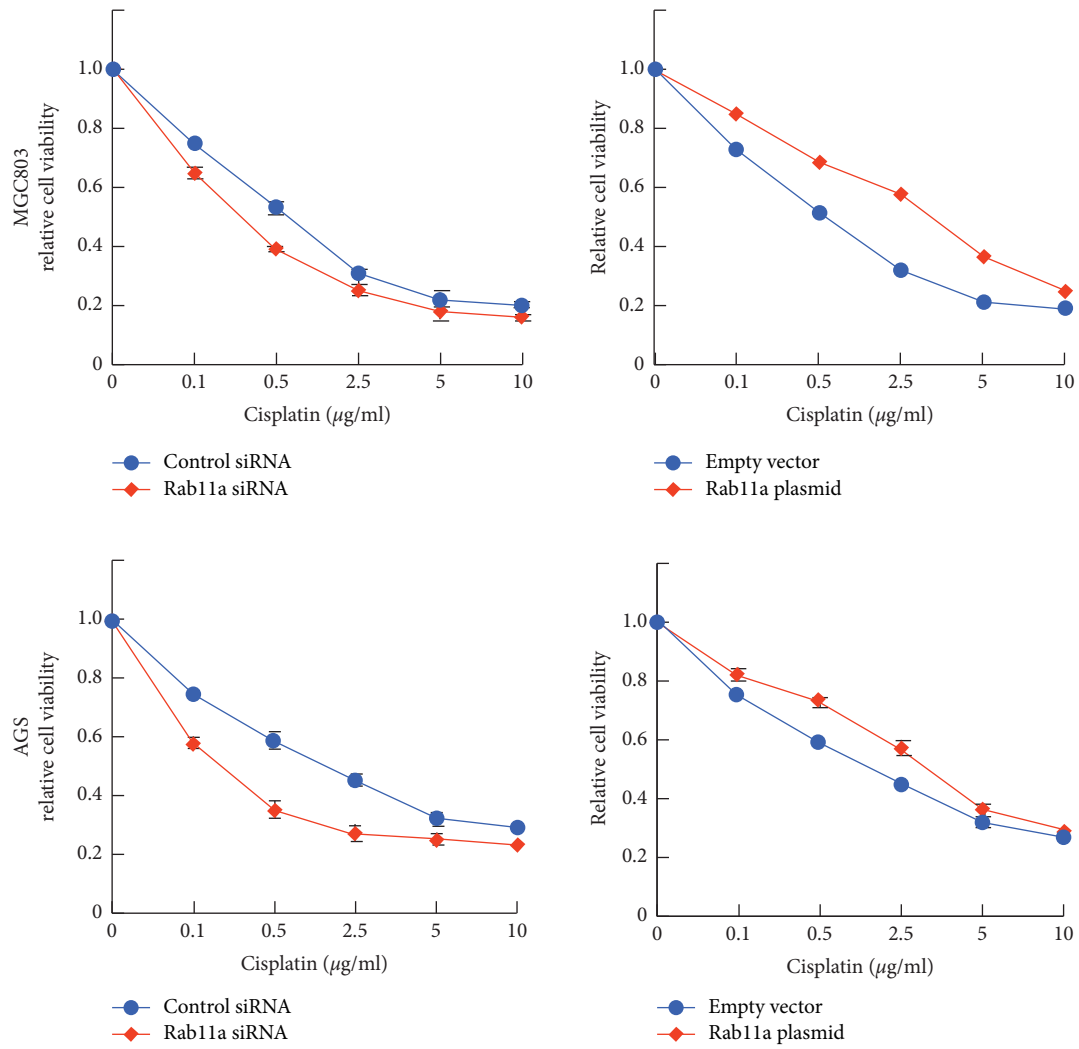 MGC803
relative cell viability
1.0
0.8
0.6
0.4
0.2
0
0 0.1 0.5 2.5 5 10
Cisplatin (μg/ml)
Control siRNA
Rab11a siRNA
Relative cell viability
1.0
0.8
0.6
0.4
0.2
0
0 0.1 0.5 2.5 5 10
Cisplatin (μg/ml)
Empty vector
Rab11a plasmid
AGS
relative cell viability
1.0
0.8
0.6
0.4
0.2
0
0 0.1 0.5 2.5 5 10
Cisplatin (μg/ml)
Control siRNA
Rab11a siRNA
Relative cell viability
1.0
0.8
0.6
0.4
0.2
0
0 0.1 0.5 2.5 5 10
Cisplatin (μg/ml)
Empty vector
Rab11a plasmid